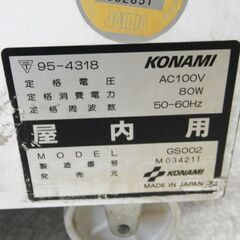 JAMMA
〒 95-4318
KONAMI
定格電圧 AC100V
定格消費電力 80W
定格周波数 50-60Hz
屋内用
MODEL GS002
製造番号 M034211
発売元 KONAMI
MADE IN JAPAN